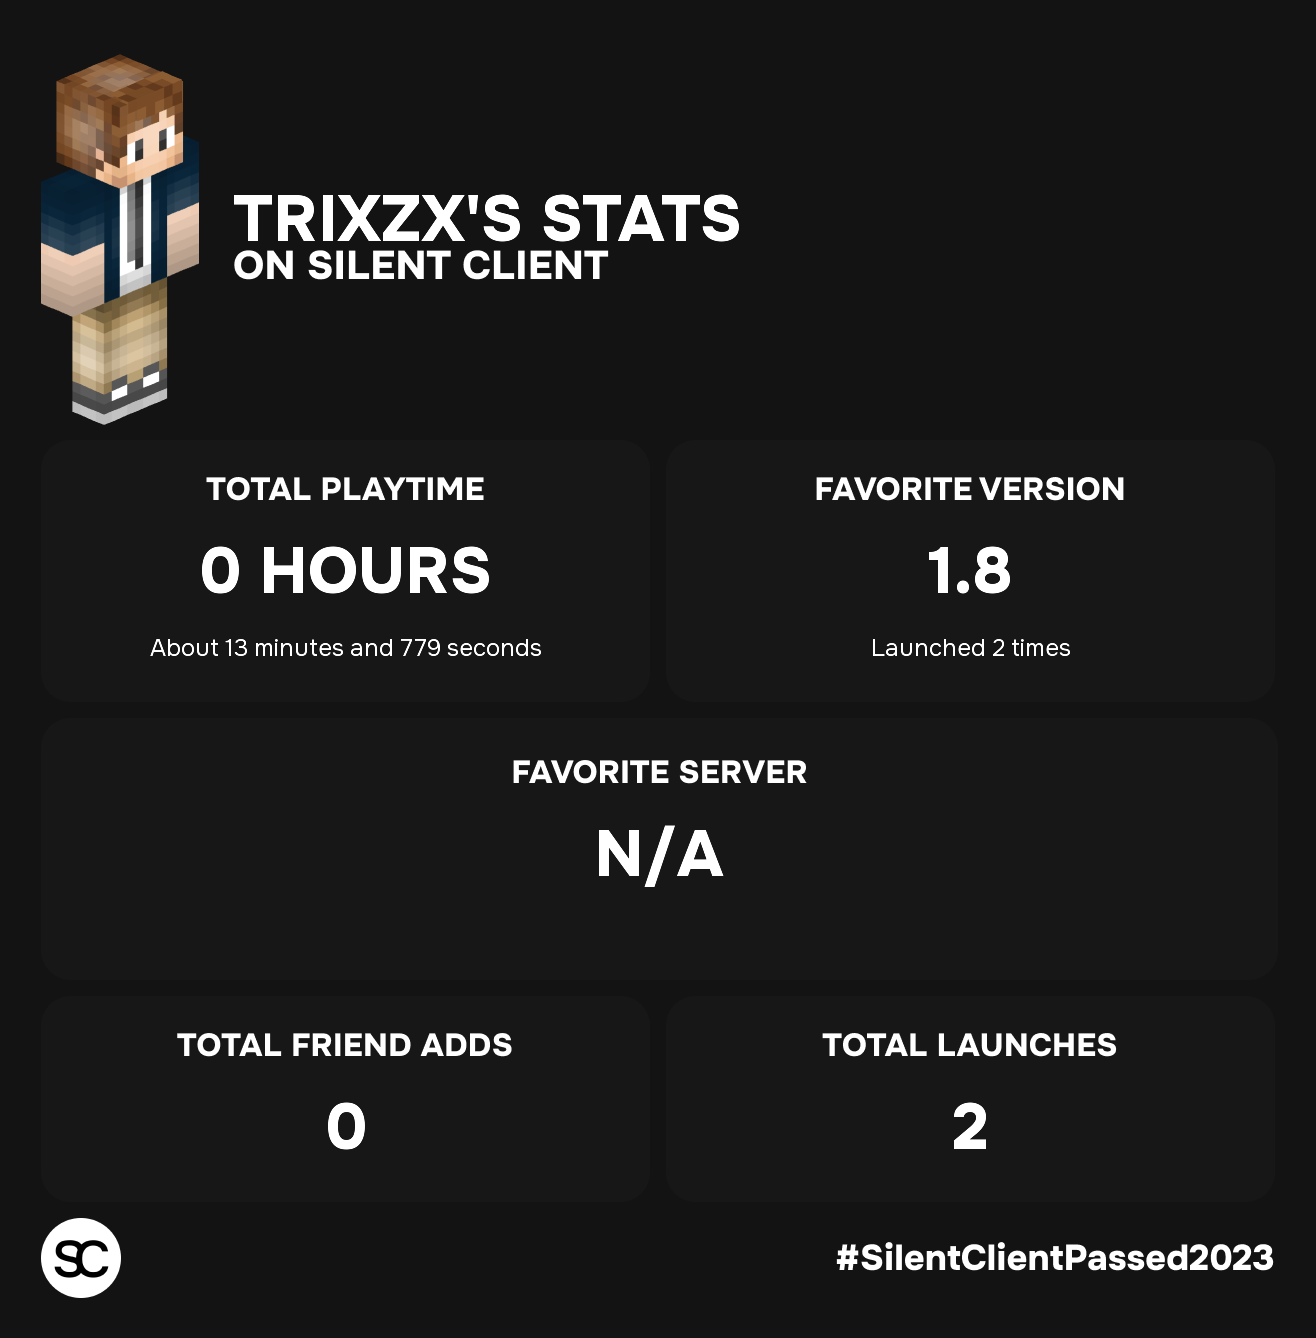 TRIXZX'S STATS
ON SILENT CLIENT
TOTAL PLAYTIME
0 HOURS
About 13 minutes and 779 seconds
FAVORITE VERSION
1.8
Launched 2 times
FAVORITE SERVER
N/A
TOTAL FRIEND ADDS
0
TOTAL LAUNCHES
2
SC
#SilentClientPassed2023